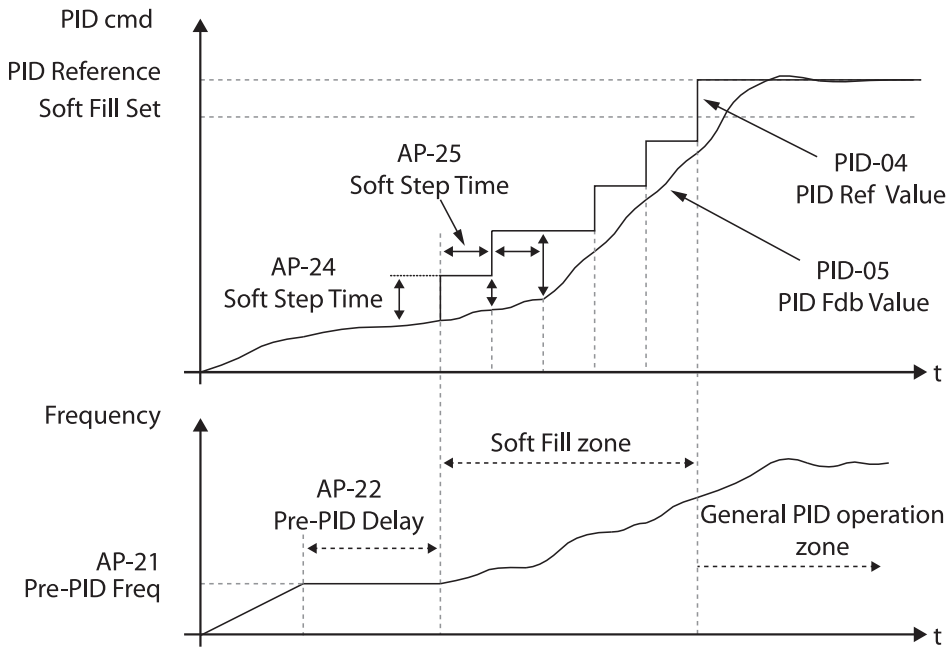 PID cmd
PID Reference
Soft Fill Set
AP-25
Soft Step Time
AP-24
Soft Step Time
PID-04
PID Ref Value
PID-05
PID Fdb Value
t
Frequency
Soft Fill zone
AP-22
Pre-PID Delay
General PID operation
zone
AP-21
Pre-PID Freq
t